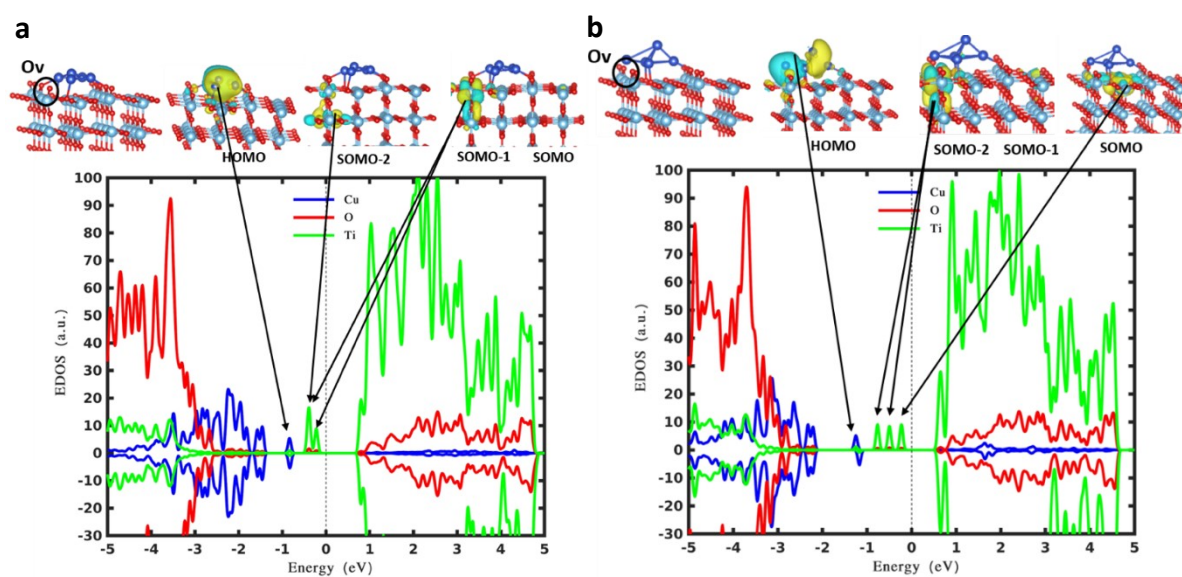 a
Ov
HOMO
SOMO-2
SOMO-1
SOMO
100
90
80
70
60
50
40
30
20
10
0
-10
-20
-30
EDOS (a.u.)
Cu
O
Ti
-5 -4 -3 -2 -1 0 1 2 3 4 5
Energy (eV)
b
Ov
HOMO
SOMO-2
SOMO-1
SOMO
100
90
80
70
60
50
40
30
20
10
0
-10
-20
-30
EDOS (a.u.)
Cu
O
Ti
-5 -4 -3 -2 -1 0 1 2 3 4 5
Energy (eV)